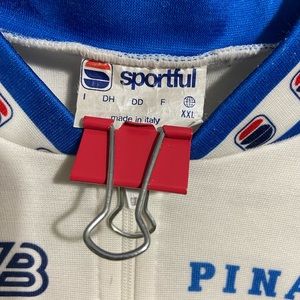 sportful
I DH DD F XXL
made in italy
PINA